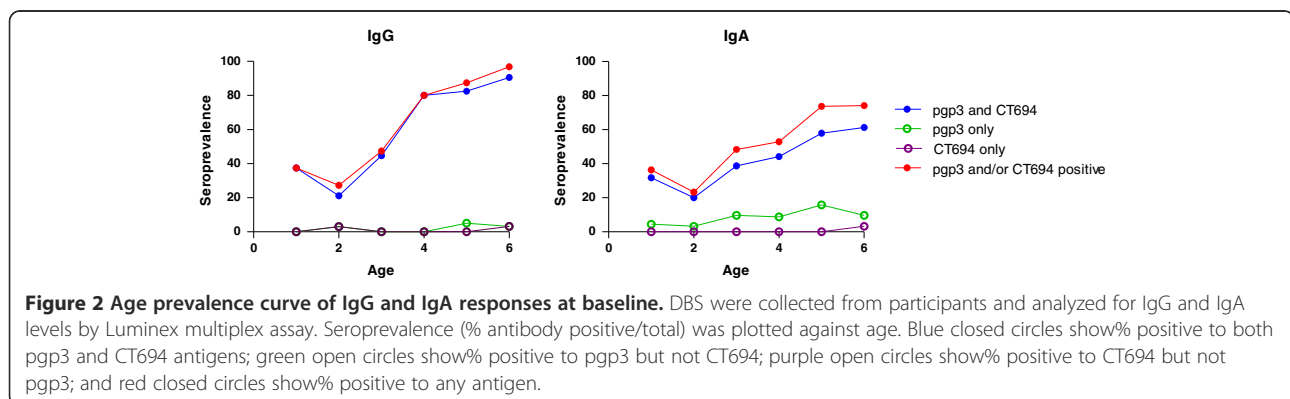 IgG
IgA
100
80
60
40
20
0
Seroprevalence
0 2 4 6
Age
100
80
60
40
20
0
Seroprevalence
0 2 4 6
Age
pgp3 and CT694
pgp3 only
CT694 only
pgp3 and/or CT694 positive
Figure 2 Age prevalence curve of IgG and IgA responses at baseline. DBS were collected from participants and analyzed for IgG and IgA
levels by Luminex multiplex assay. Seroprevalence (% antibody positive/total) was plotted against age. Blue closed circles show% positive to both
pgp3 and CT694 antigens; green open circles show% positive to pgp3 but not CT694; purple open circles show% positive to CT694 but not
pgp3; and red closed circles show% positive to any antigen.